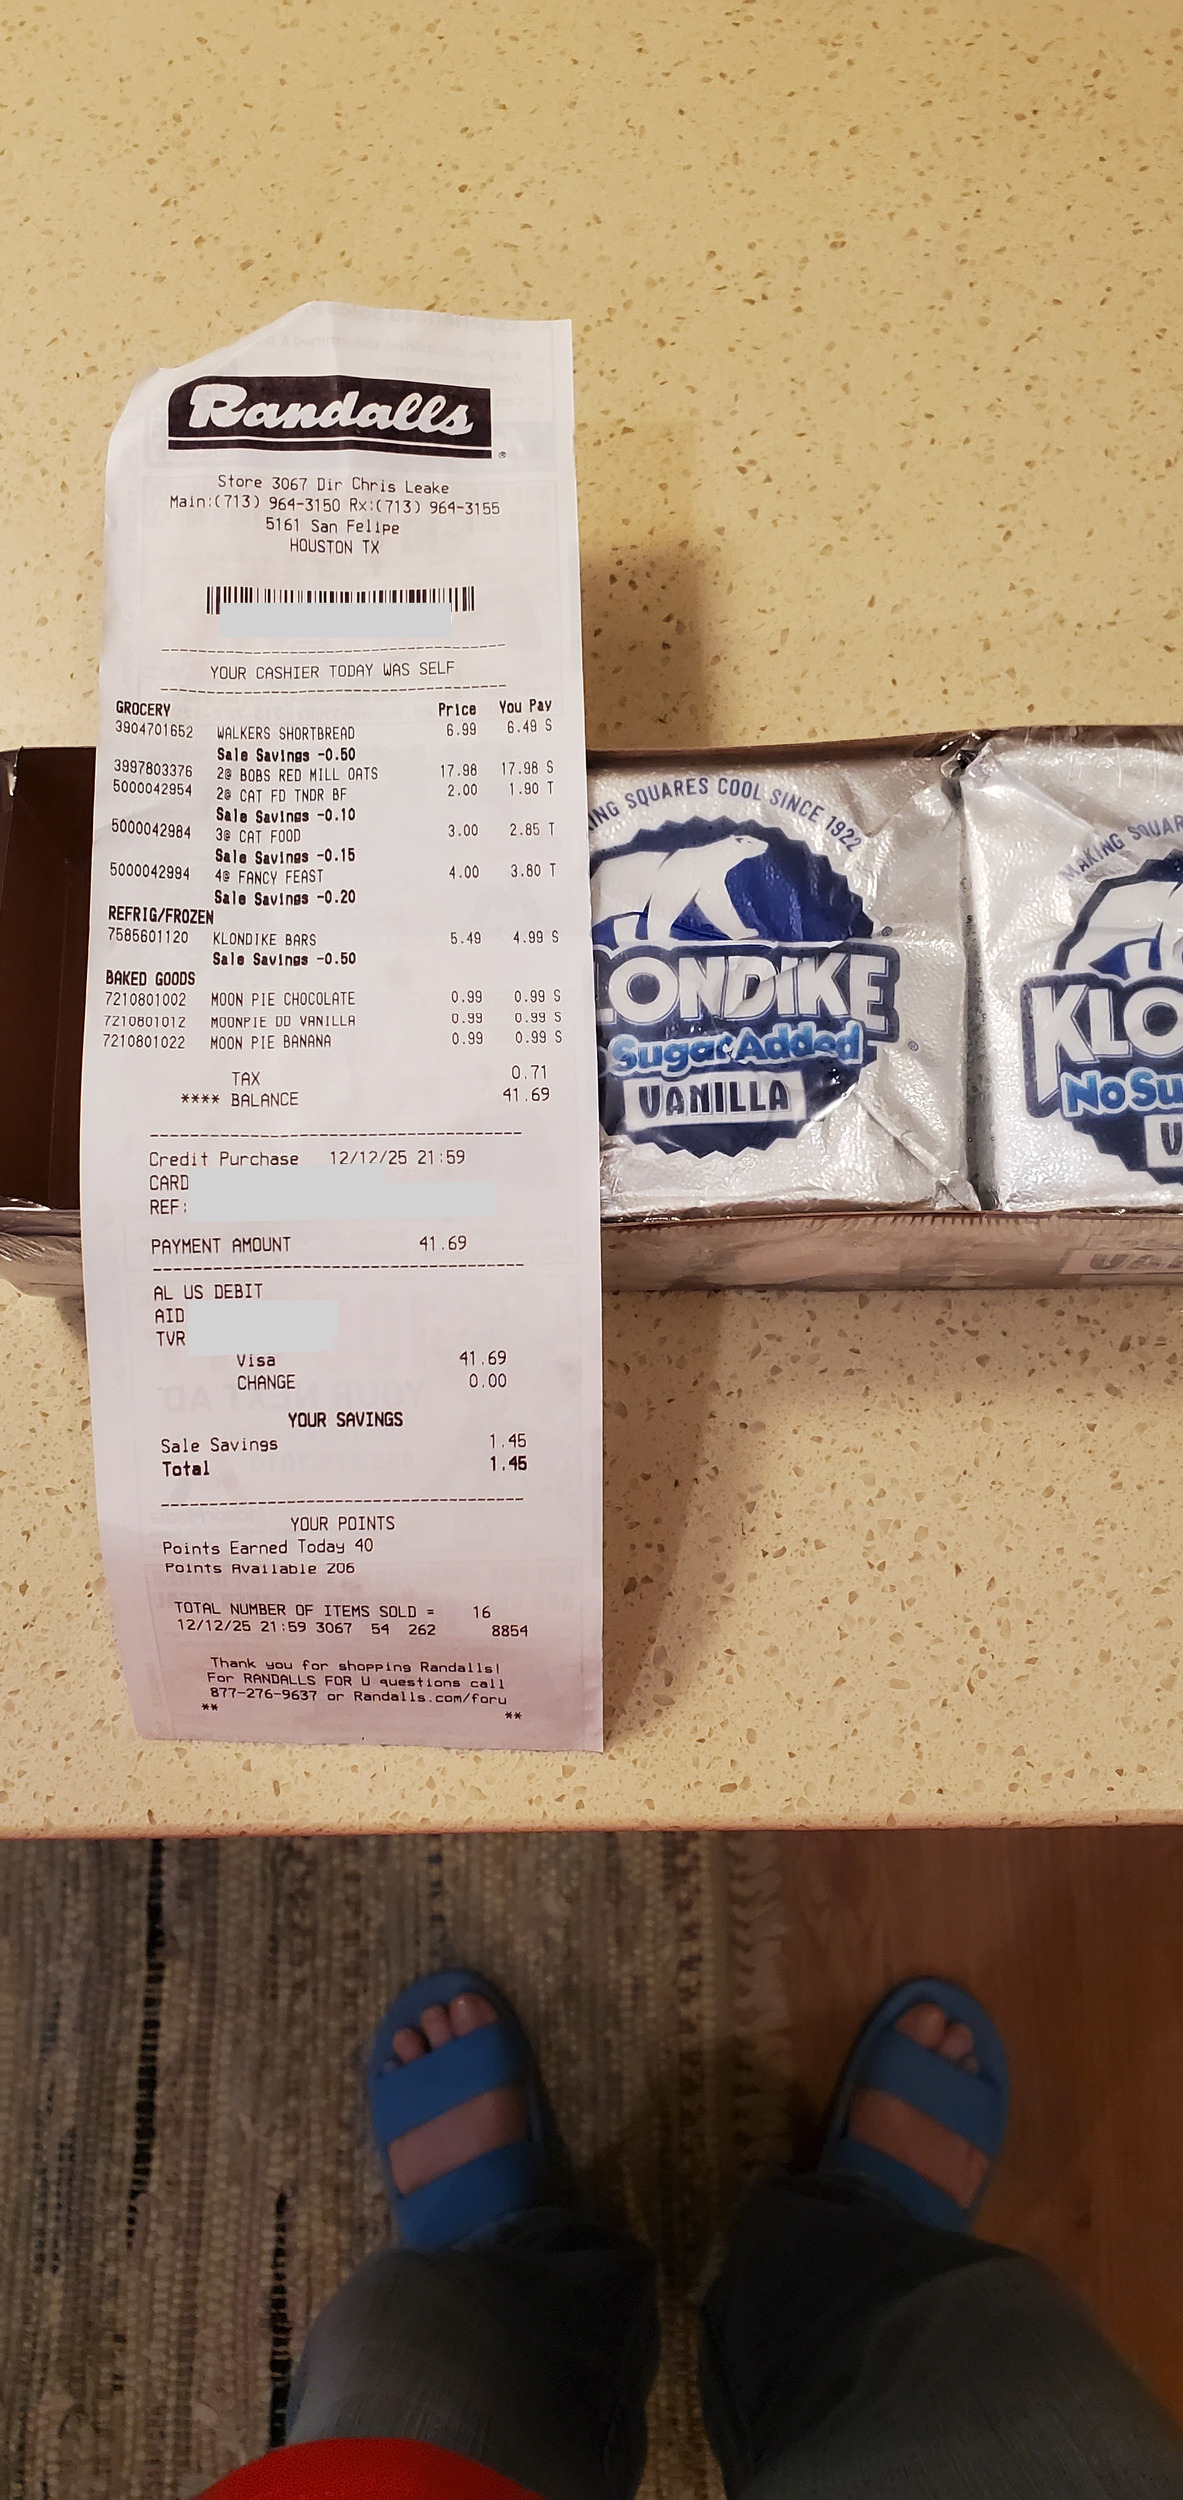 Randalls
Store 3067 Dir Chris Leake
Main:(713) 964-3150 Rx:(713) 964-3155
5161 San Felipe
HOUSTON TX
YOUR CASHIER TODAY WAS SELF
GROCERY Price You Pay
3904701652 WALKERS SHORTBREAD 6.99 6.49 S
Sale Savings -0.50
3997803376 2@ BOBS RED MILL OATS 17.98 17.98 S
5000042954 2@ CAT FD TNDR BF 2.00 1.90 T
Sale Savings -0.10
5000042984 3@ CAT FOOD 3.00 2.85 T
Sale Savings -0.15
5000042994 4@ FANCY FEAST 4.00 3.80 T
Sale Savings -0.20
REFRIG/FROZEN
7585601120 KLONDIKE BARS 5.49 4.99 S
Sale Savings -0.50
BAKED GOODS
7210801002 MOON PIE CHOCOLATE 0.99 0.99 S
7210801012 MOONPIE DD VANILLA 0.99 0.99 S
7210801022 MOON PIE BANANA 0.99 0.99 S
TAX 0.71
**** BALANCE 41.69
Credit Purchase 12/12/25 21:59
CARD
REF:
PAYMENT AMOUNT 41.69
AL US DEBIT
AID
TVR
Visa 41.69
CHANGE 0.00
YOUR SAVINGS
Sale Savings 1.45
Total 1.45
YOUR POINTS
Points Earned Today 40
Points Available 206
TOTAL NUMBER OF ITEMS SOLD = 16
12/12/25 21:59 3067 54 262 8854
Thank you for shopping Randalls!
For RANDALLS FOR U questions call
877-276-9637 or Randalls.com/foru
** **
ING SQUARES COOL SINCE 1922
LONDIKE
Sugar Added
VANILLA
MAKING SQUAR
KLO
No Su
V